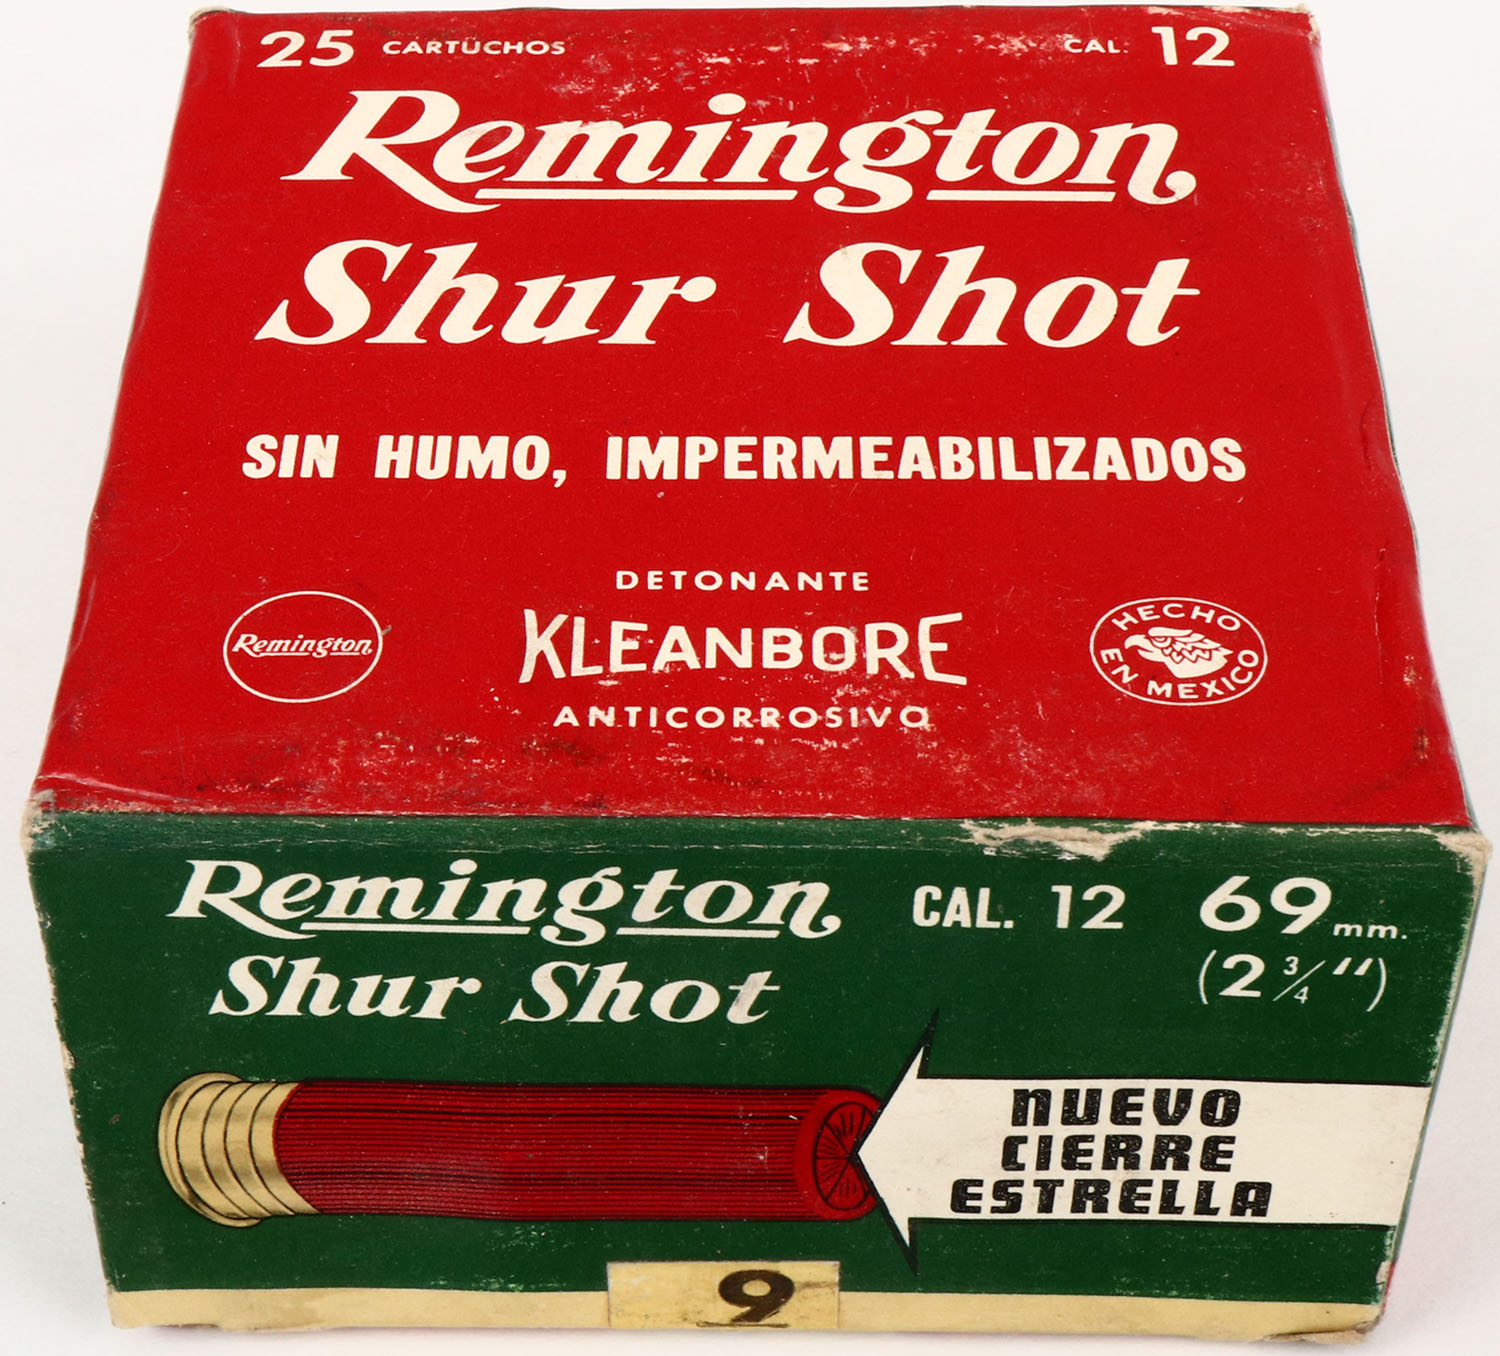 25 CARTUCHOS CAL. 12
Remington
Shur Shot
SIN HUMO, IMPERMEABILIZADOS
DETONANTE
KLEANBORE
ANTICORROSIVO
Remington
HECHO
EN MEXICO
Remington CAL. 12 69 mm.
Shur Shot (2 3/4")
NUEVO
CIERRE
ESTRELLA
9